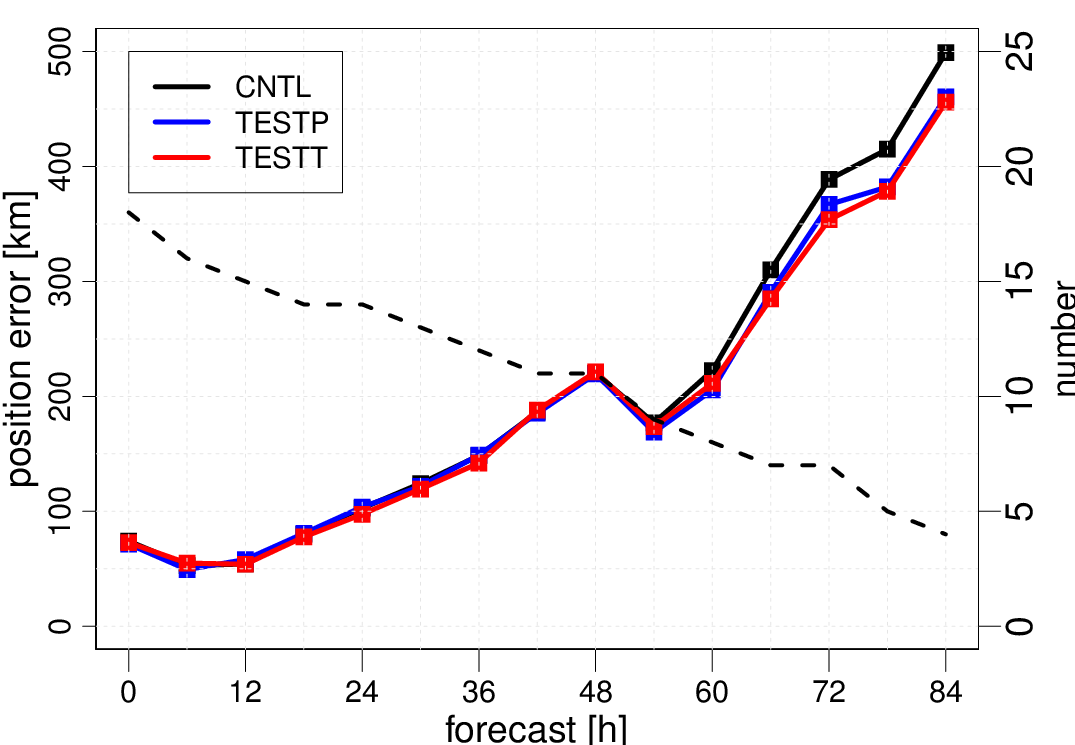 CNTL
TESTP
TESTT
position error [km]
0 100 200 300 400 500
0 5 10 15 20 25
number
0 12 24 36 48 60 72 84
forecast [h]